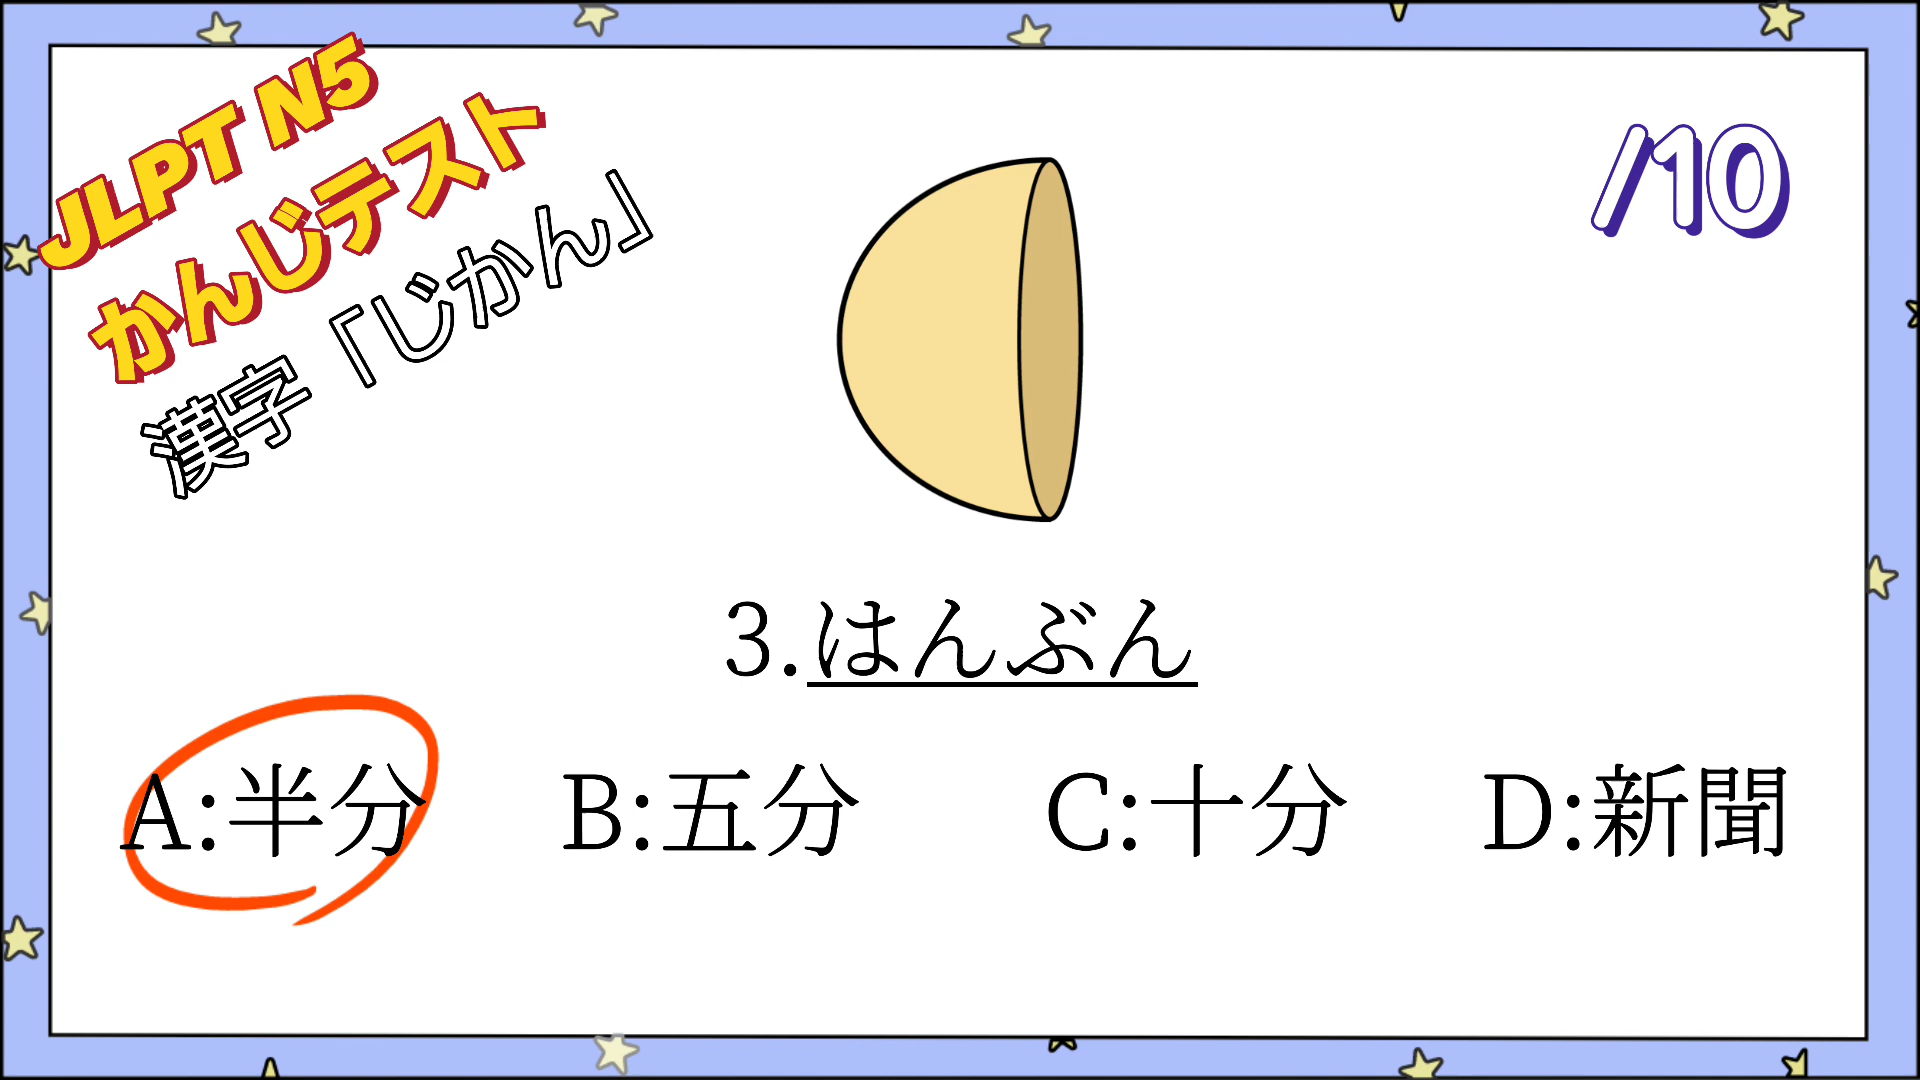 JLPT N5
かんじテスト
漢字「じかん」
/10
3.はんぶん
A:半分
B:五分
C:十分
D:新聞